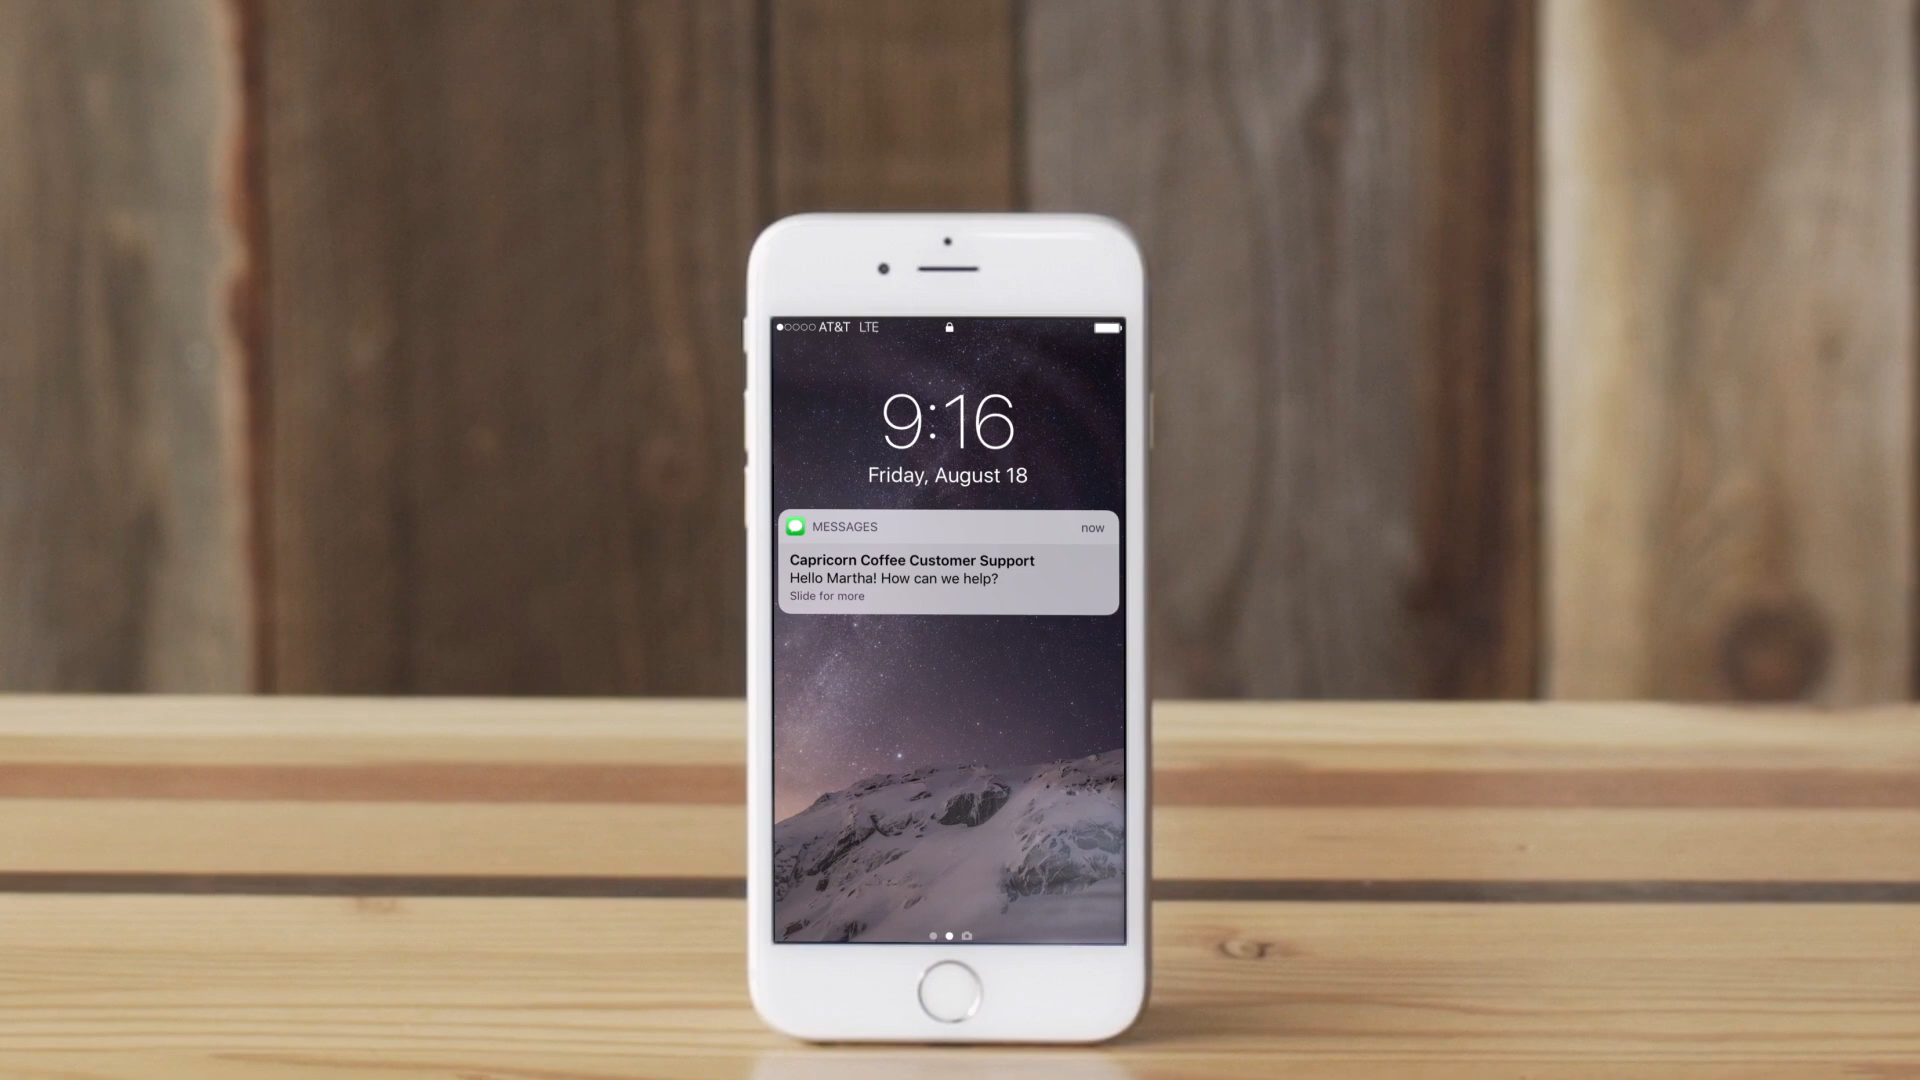 AT&T LTE
9:16
Friday, August 18
MESSAGES now
Capricorn Coffee Customer Support
Hello Martha! How can we help?
Slide for more